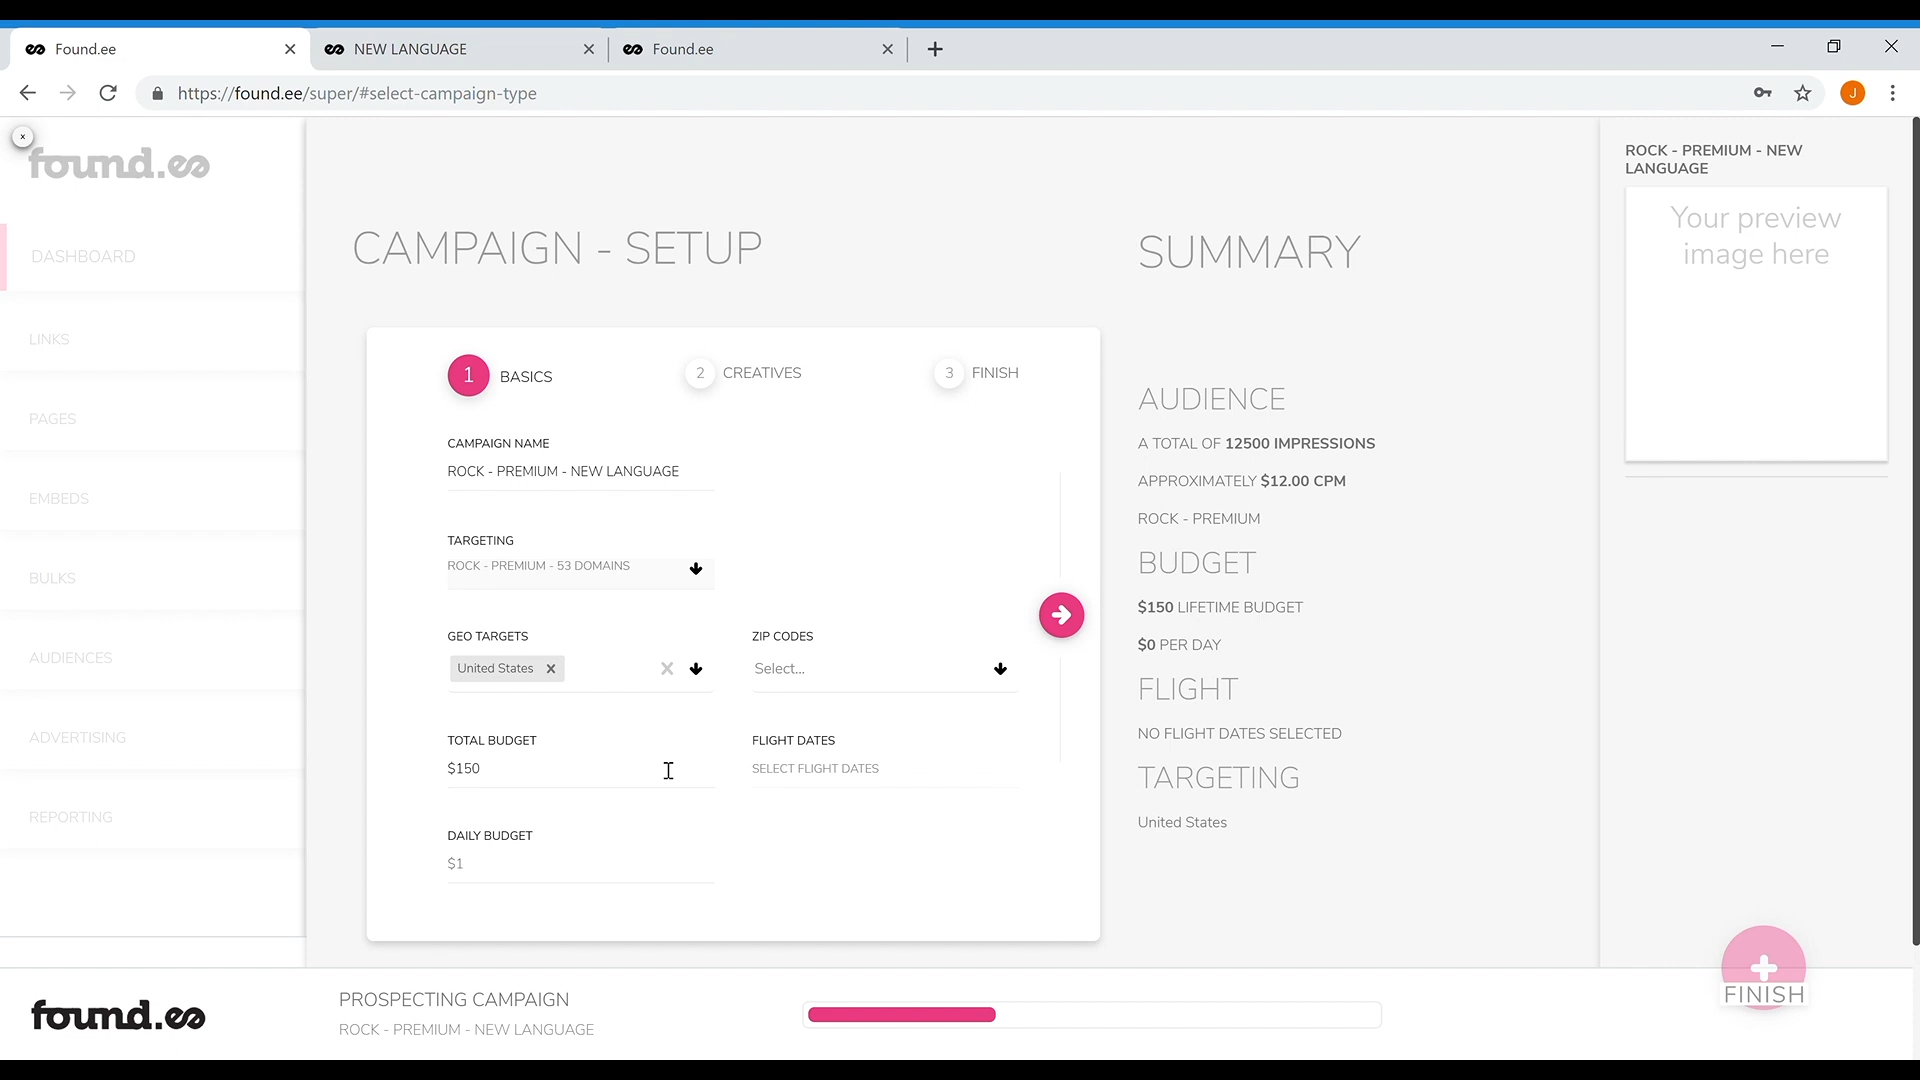 Found.ee
NEW LANGUAGE
Found.ee
https://found.ee/super/#select-campaign-type
J
x
found.ee
DASHBOARD
LINKS
PAGES
EMBEDS
BULKS
AUDIENCES
ADVERTISING
REPORTING
CAMPAIGN - SETUP
1 BASICS
2 CREATIVES
3 FINISH
CAMPAIGN NAME
ROCK - PREMIUM - NEW LANGUAGE
TARGETING
ROCK - PREMIUM - 53 DOMAINS
GEO TARGETS
United States
ZIP CODES
Select...
TOTAL BUDGET
$150
FLIGHT DATES
SELECT FLIGHT DATES
DAILY BUDGET
$1
SUMMARY
AUDIENCE
A TOTAL OF 12500 IMPRESSIONS
APPROXIMATELY $12.00 CPM
ROCK - PREMIUM
BUDGET
$150 LIFETIME BUDGET
$0 PER DAY
FLIGHT
NO FLIGHT DATES SELECTED
TARGETING
United States
ROCK - PREMIUM - NEW
LANGUAGE
Your preview
image here
FINISH
found.ee
PROSPECTING CAMPAIGN
ROCK - PREMIUM - NEW LANGUAGE